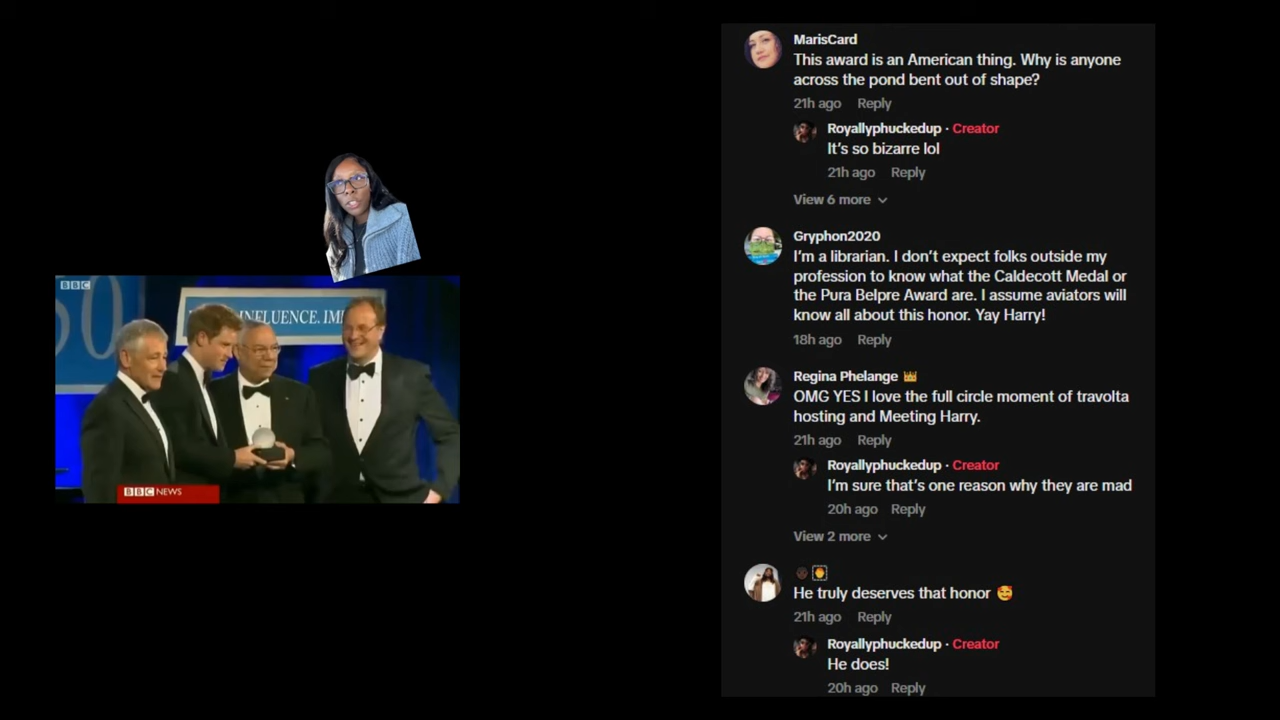 BBC
50
INFLUENCE. IM
BBC NEWS
MarisCard
This award is an American thing. Why is anyone
across the pond bent out of shape?
21h ago Reply
Royallyphuckedup · Creator
It's so bizarre lol
21h ago Reply
View 6 more
Gryphon2020
I'm a librarian. I don't expect folks outside my
profession to know what the Caldecott Medal or
the Pura Belpre Award are. I assume aviators will
know all about this honor. Yay Harry!
18h ago Reply
Regina Phelange 👑
OMG YES I love the full circle moment of travolta
hosting and Meeting Harry.
21h ago Reply
Royallyphuckedup · Creator
I'm sure that's one reason why they are mad
20h ago Reply
View 2 more
He truly deserves that honor 🥰
21h ago Reply
Royallyphuckedup · Creator
He does!
20h ago Reply